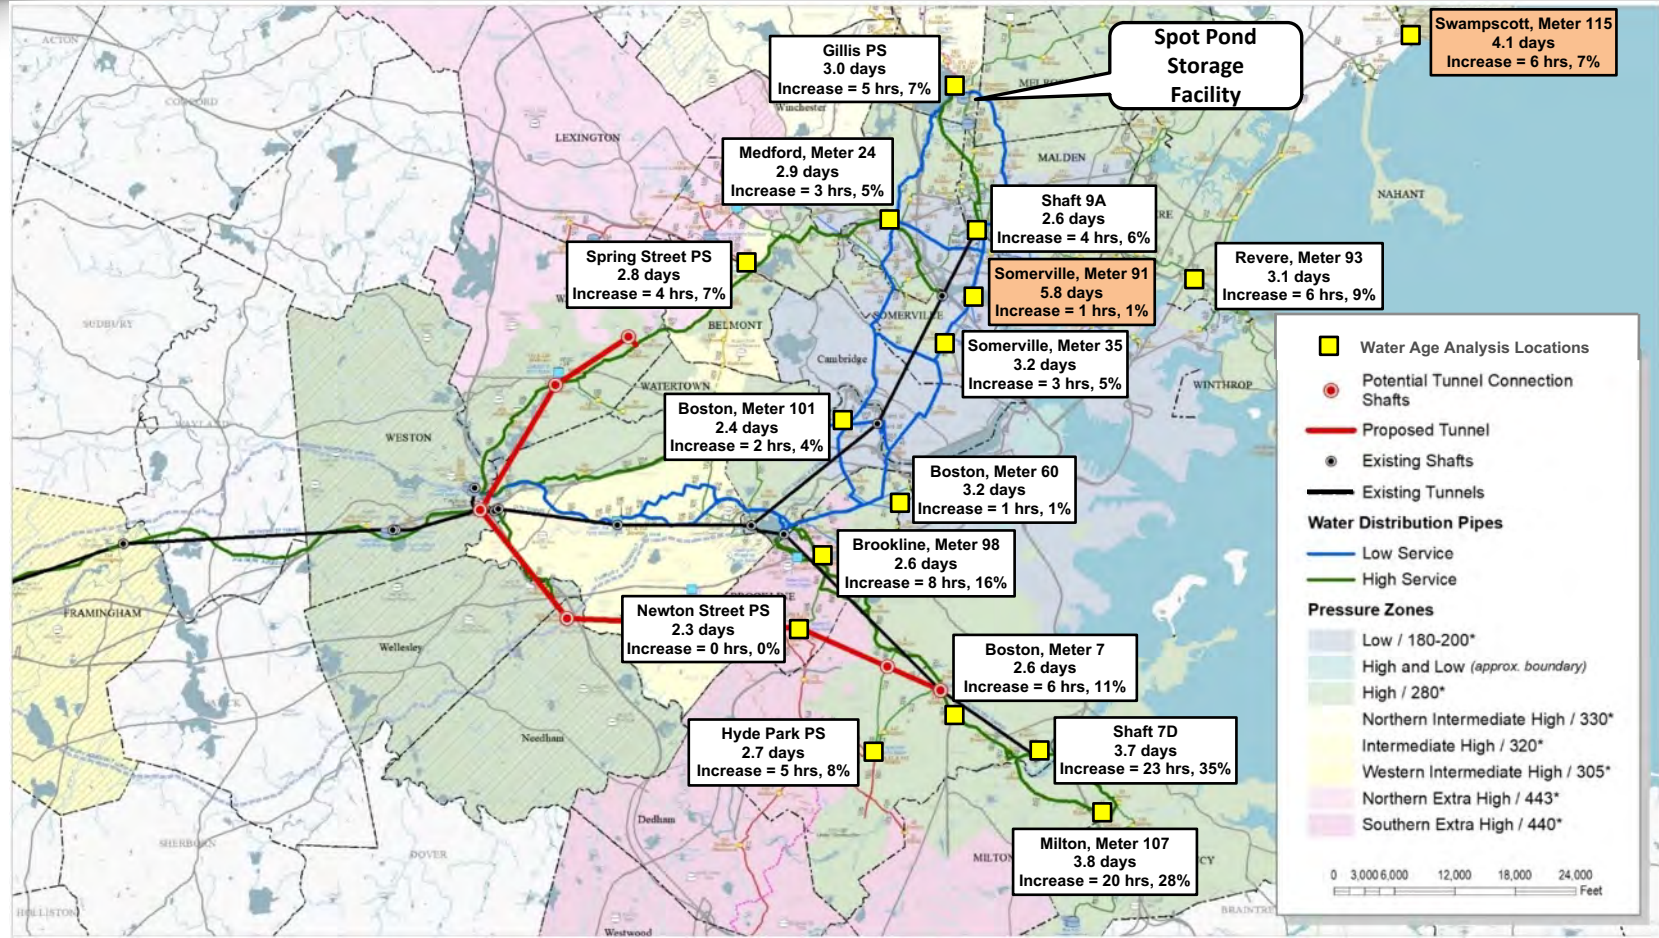 ACTON
CONCORD
LEXINGTON
Winchester
MALDEN
NAHANT
Swampscott, Meter 115
4.1 days
Increase = 6 hrs, 7%
Gillis PS
3.0 days
Increase = 5 hrs, 7%
Spot Pond
Storage
Facility
Medford, Meter 24
2.9 days
Increase = 3 hrs, 5%
Shaft 9A
2.6 days
Increase = 4 hrs, 6%
Spring Street PS
2.8 days
Increase = 4 hrs, 7%
Somerville, Meter 91
5.8 days
Increase = 1 hrs, 1%
Revere, Meter 93
3.1 days
Increase = 6 hrs, 9%
SUDBURY
BELMONT
SOMERVILLE
Cambridge
Somerville, Meter 35
3.2 days
Increase = 3 hrs, 5%
WATERTOWN
WINTHROP
WAYLAND
WESTON
Boston, Meter 101
2.4 days
Increase = 2 hrs, 4%
Boston, Meter 60
3.2 days
Increase = 1 hrs, 1%
Brookline, Meter 98
2.6 days
Increase = 8 hrs, 16%
FRAMINGHAM
Wellesley
Newton Street PS
2.3 days
Increase = 0 hrs, 0%
Boston, Meter 7
2.6 days
Increase = 6 hrs, 11%
Needham
Hyde Park PS
2.7 days
Increase = 5 hrs, 8%
Shaft 7D
3.7 days
Increase = 23 hrs, 35%
Dedham
SHERBORN
DOVER
MILTON
Milton, Meter 107
3.8 days
Increase = 20 hrs, 28%
HOLLISTON
Westwood
Water Age Analysis Locations
Potential Tunnel Connection
Shafts
Proposed Tunnel
Existing Shafts
Existing Tunnels
Water Distribution Pipes
Low Service
High Service
Pressure Zones
Low / 180-200*
High and Low (approx. boundary)
High / 280*
Northern Intermediate High / 330*
Intermediate High / 320*
Western Intermediate High / 305*
Northern Extra High / 443*
Southern Extra High / 440*
0 3,000 6,000 12,000 18,000 24,000
Feet